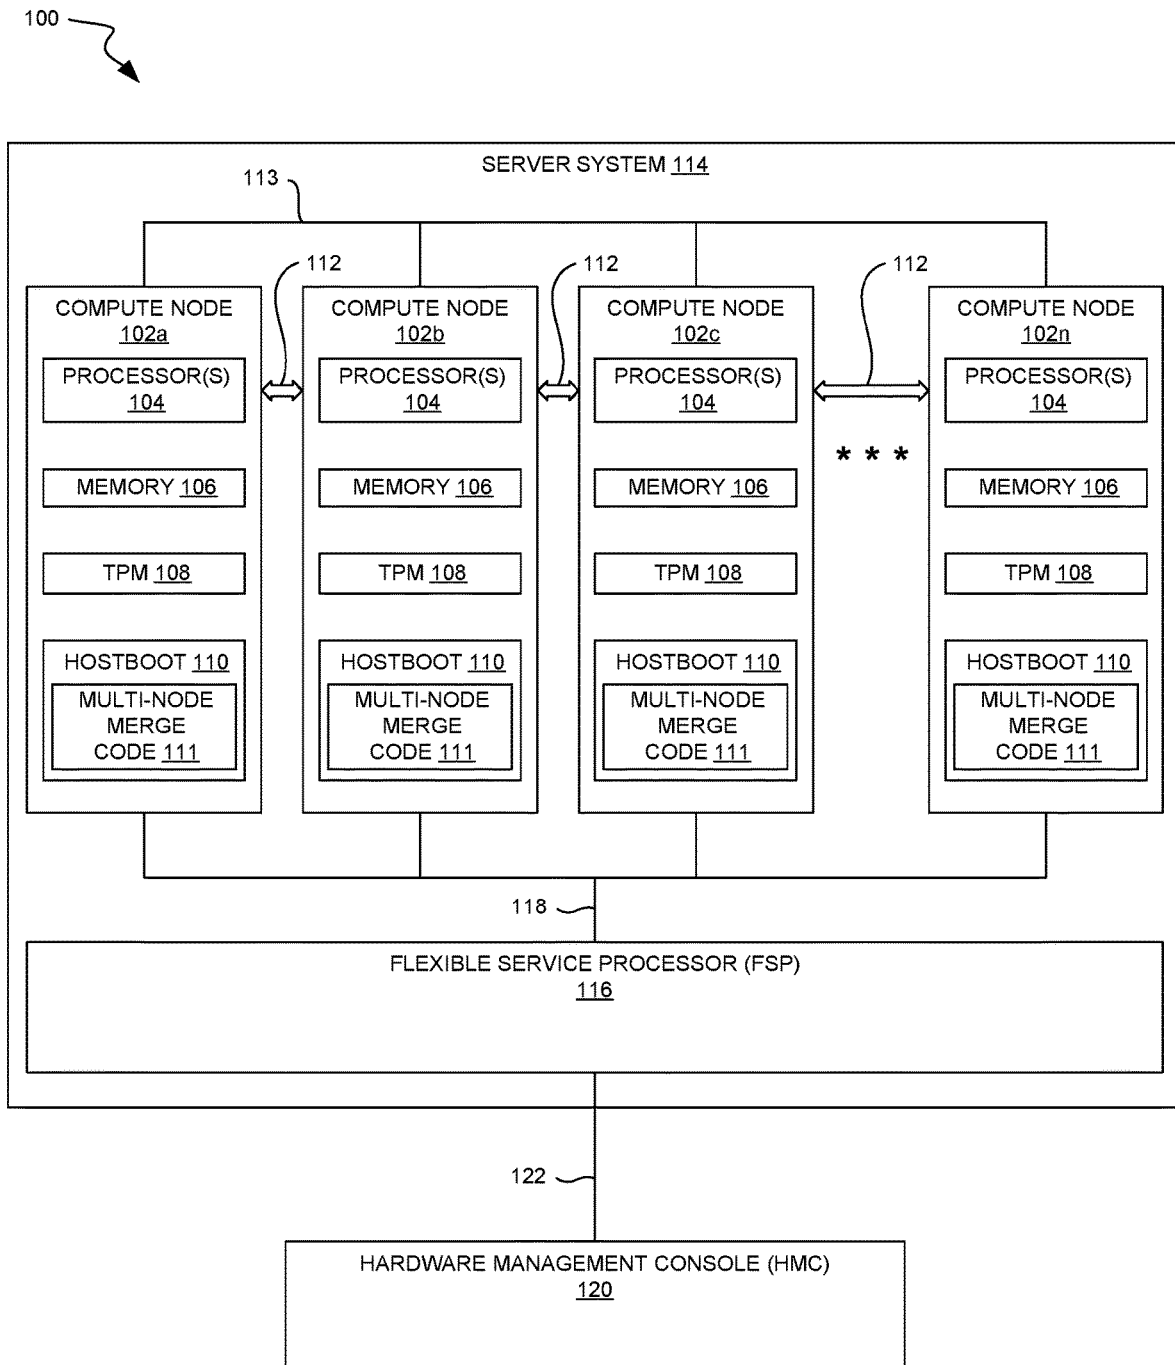 100
SERVER SYSTEM 114
113
112
112
112
COMPUTE NODE
102a
PROCESSOR(S)
104
MEMORY 106
TPM 108
HOSTBOOT 110
MULTI-NODE
MERGE
CODE 111
COMPUTE NODE
102b
PROCESSOR(S)
104
MEMORY 106
TPM 108
HOSTBOOT 110
MULTI-NODE
MERGE
CODE 111
COMPUTE NODE
102c
PROCESSOR(S)
104
MEMORY 106
TPM 108
HOSTBOOT 110
MULTI-NODE
MERGE
CODE 111
* * *
COMPUTE NODE
102n
PROCESSOR(S)
104
MEMORY 106
TPM 108
HOSTBOOT 110
MULTI-NODE
MERGE
CODE 111
118
FLEXIBLE SERVICE PROCESSOR (FSP)
116
122
HARDWARE MANAGEMENT CONSOLE (HMC)
120